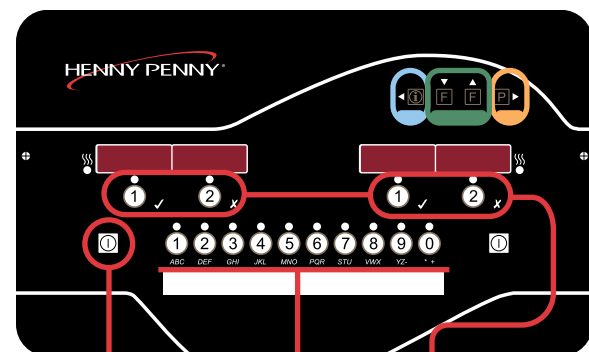 HENNY PENNY®
i F F P
1 2 1 2
1 2 3 4 5 6 7 8 9 0
ABC DEF GHI JKL MNO PQR STU VWX YZ- * +